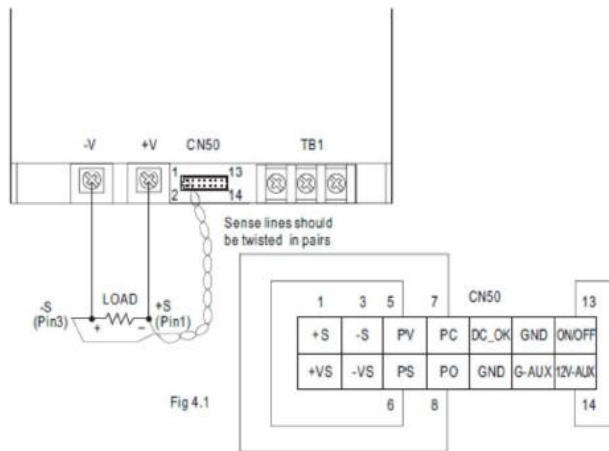 -V +V CN50 TB1
1 13
2 14
Sense lines should
be twisted in pairs
-S LOAD +S
(Pin3) + − (Pin1)
CN50
1 3 5 7 13
+S -S PV PC DC_OK GND ON/OFF
+VS -VS PS PO GND G-AUX 12V-AUX
6 8 14
Fig 4.1